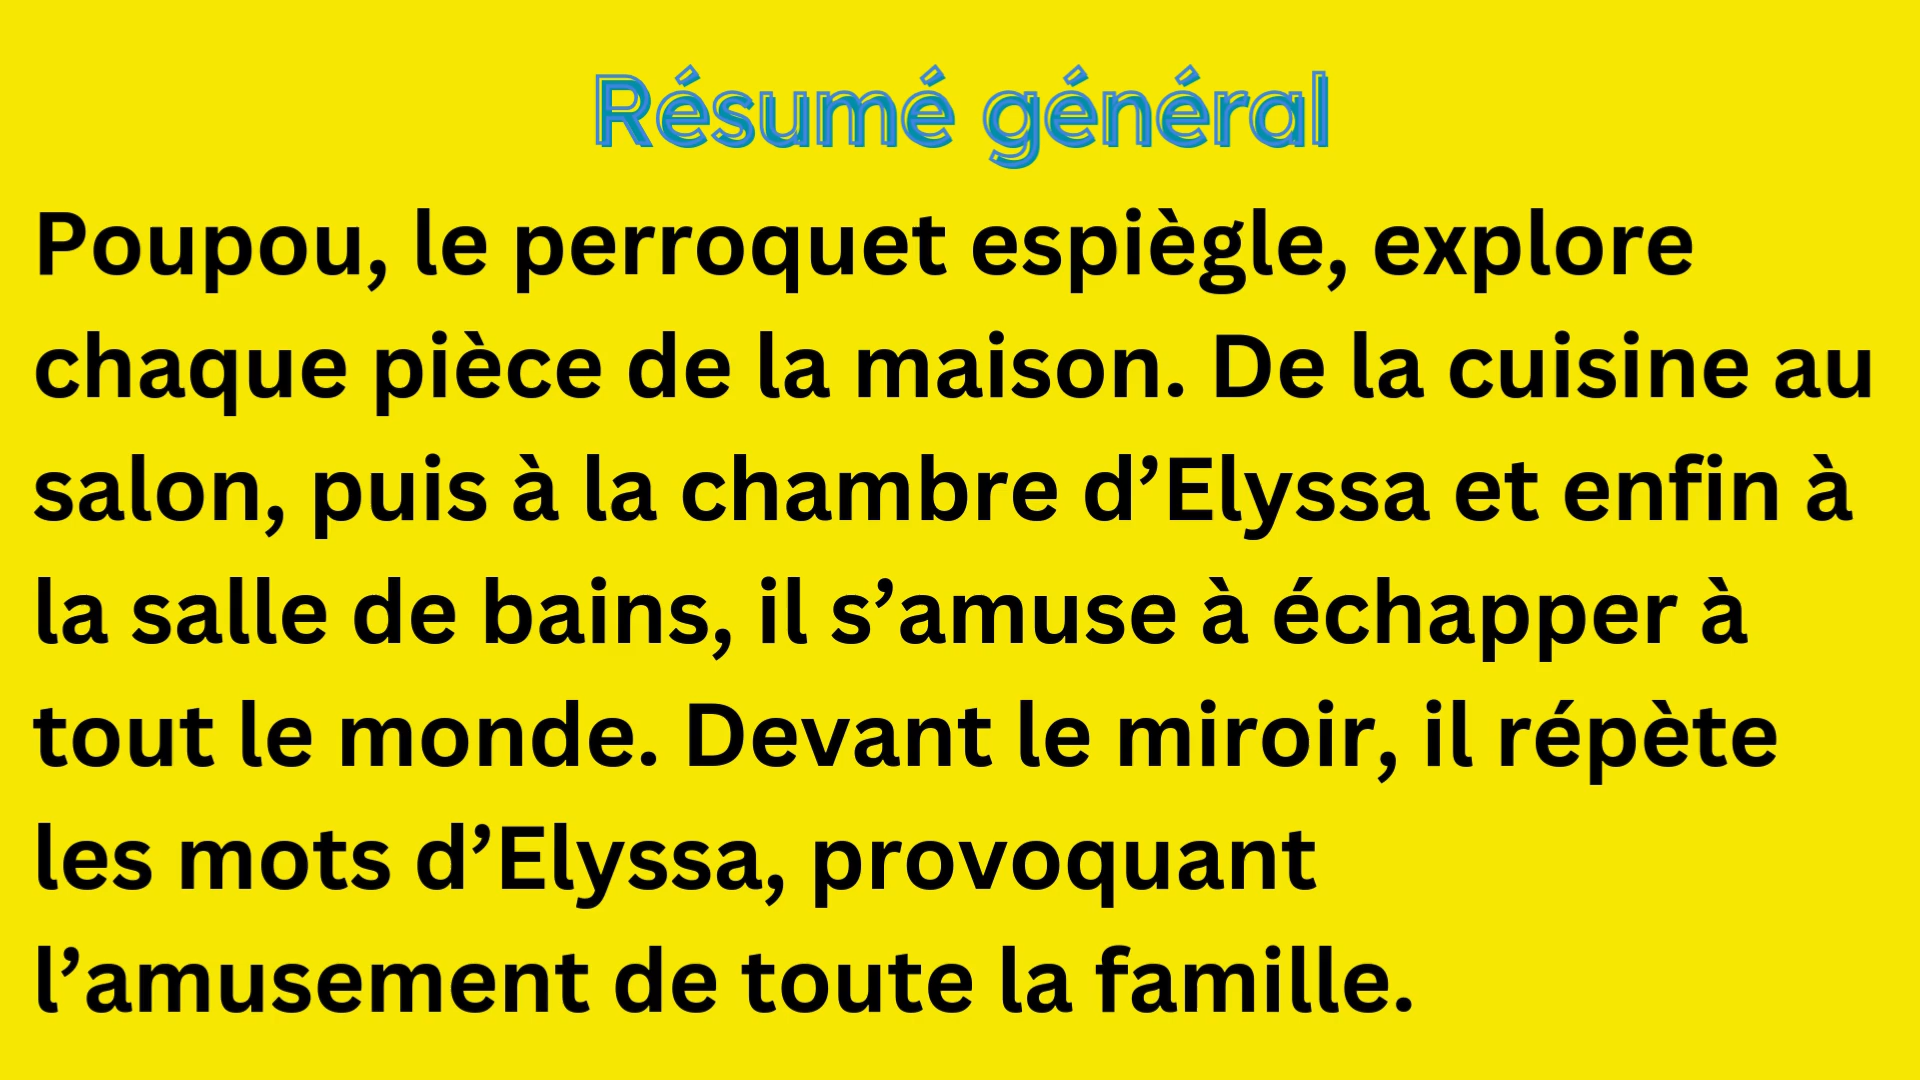 Résumé général
Poupou, le perroquet espiègle, explore
chaque pièce de la maison. De la cuisine au
salon, puis à la chambre d’Elyssa et enfin à
la salle de bains, il s’amuse à échapper à
tout le monde. Devant le miroir, il répète
les mots d’Elyssa, provoquant
l’amusement de toute la famille.